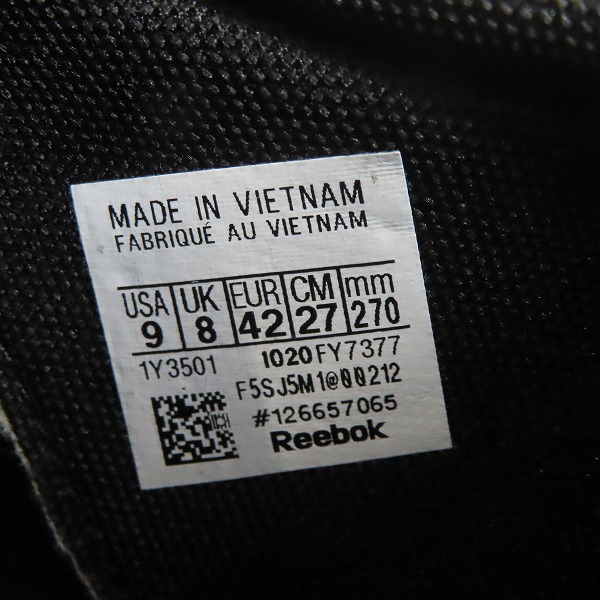 MADE IN VIETNAM
FABRIQUÉ AU VIETNAM
USA UK EUR CM mm
9 8 42 27 270
1Y3501 1020 FY7377
F5SJ5M1@00212
#126657065
Reebok